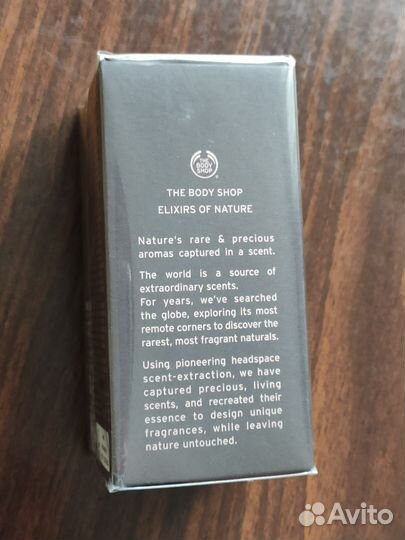 THE
BODY
SHOP
®
THE BODY SHOP
ELIXIRS OF NATURE
Nature's rare & precious
aromas captured in a scent.
The world is a source of
extraordinary scents.
For years, we've searched
the globe, exploring its most
remote corners to discover the
rarest, most fragrant naturals.
Using pioneering headspace
scent-extraction, we have
captured precious, living
scents, and recreated their
essence to design unique
fragrances, while leaving
nature untouched.
Avito